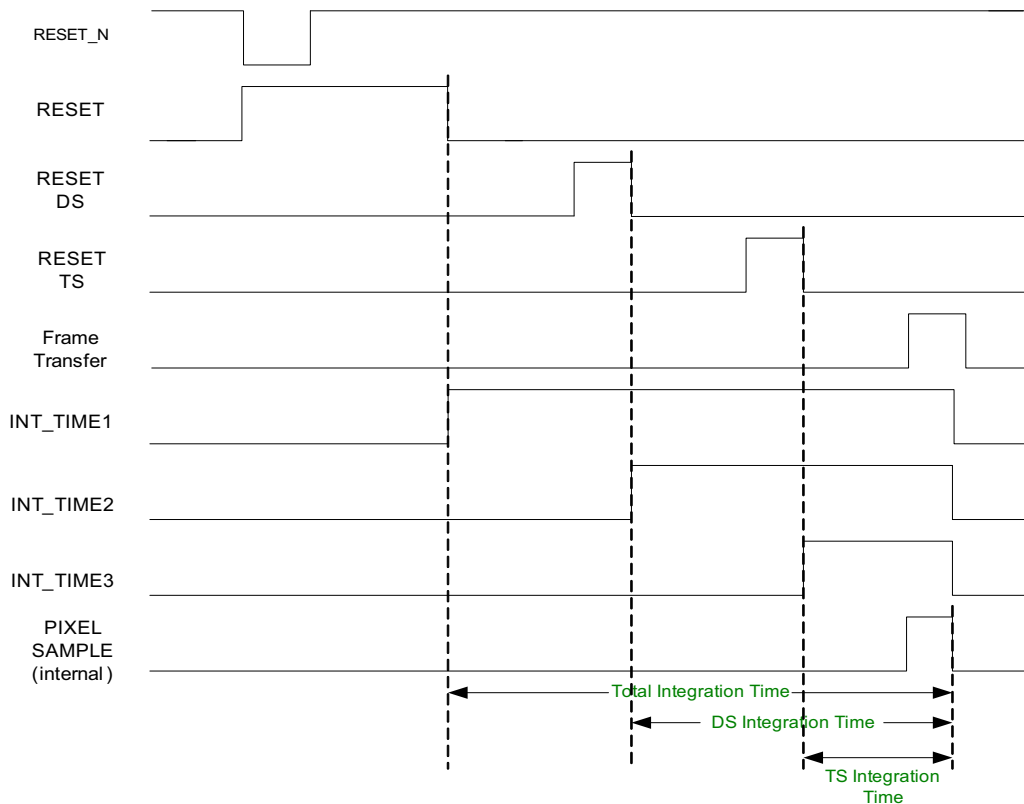 RESET_N
RESET
RESET
DS
RESET
TS
Frame
Transfer
INT_TIME1
INT_TIME2
INT_TIME3
PIXEL
SAMPLE
(internal)
Total Integration Time
DS Integration Time
TS Integration
Time